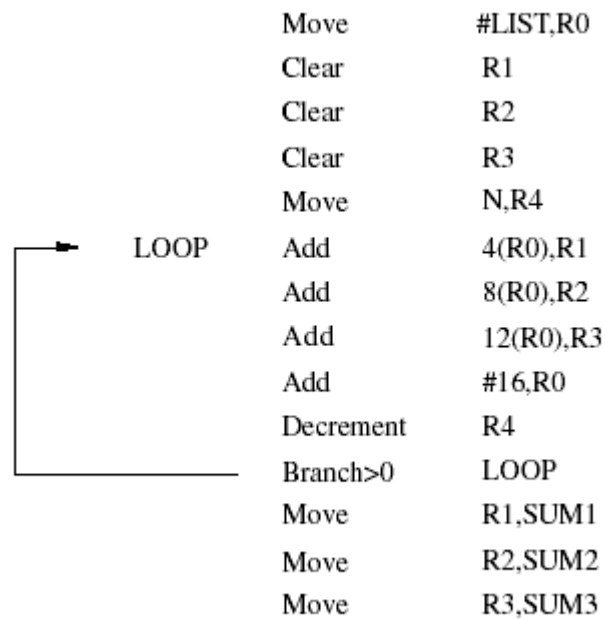 Move #LIST,R0
Clear R1
Clear R2
Clear R3
Move N,R4
LOOP Add 4(R0),R1
Add 8(R0),R2
Add 12(R0),R3
Add #16,R0
Decrement R4
Branch>0 LOOP
Move R1,SUM1
Move R2,SUM2
Move R3,SUM3